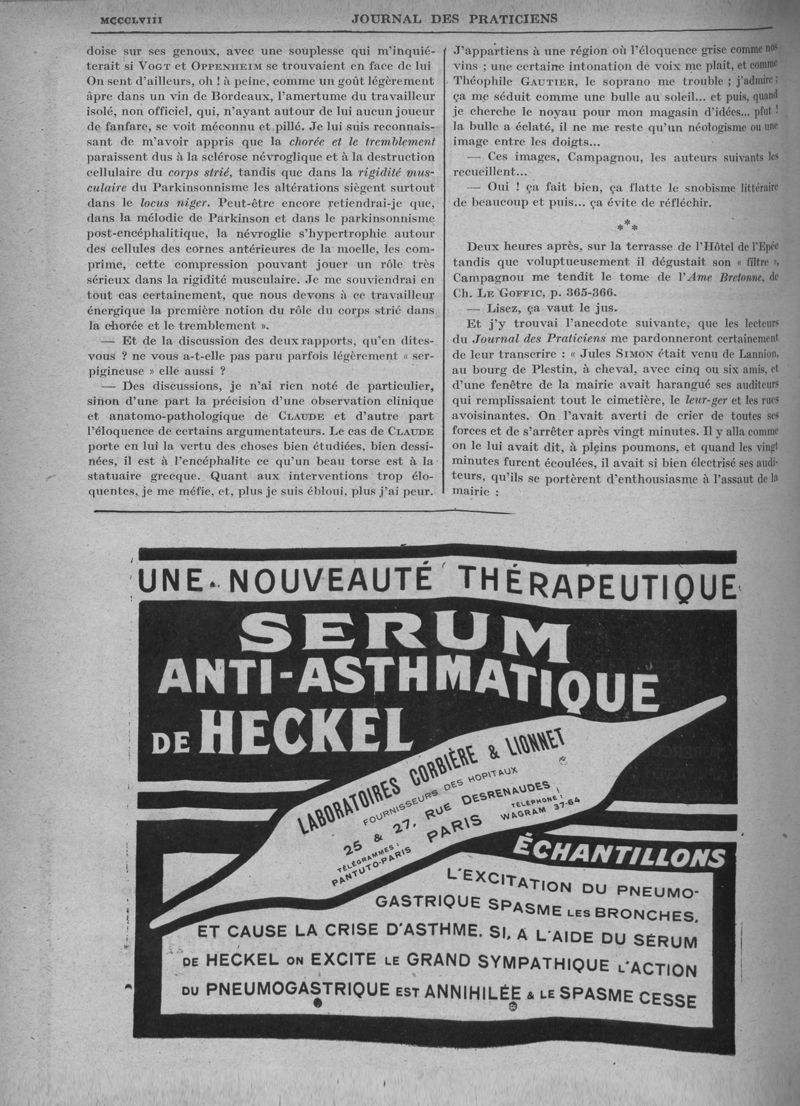 MCCCLVIII
JOURNAL DES PRATICIENS
doise sur ses genoux, avec une souplesse qui m'inquié-
terait si VOGT et OPPENHEIM se trouvaient en face de lui
On sent d'ailleurs, oh ! à peine, comme un goût légèrement
âpre dans un vin de Bordeaux, l'amertume du travailleur
isolé, non officiel, qui, n'ayant autour de lui aucun joueur
de fanfare, se voit méconnu et pillé. Je lui suis reconnais-
sant de m'avoir appris que la chorée et le tremblement
paraissent dus à la sclérose névroglique et à la destruction
cellulaire du corps strié, tandis que dans la rigidité mus-
culaire du Parkinsonnisme les altérations siègent surtout
dans le locus niger. Peut-être encore retiendrai-je que,
dans la mélodie de Parkinson et dans le parkinsonnisme
post-encéphalitique, la névroglie s'hypertrophie autour
des cellules des cornes antérieures de la moelle, les com-
prime, cette compression pouvant jouer un rôle très
sérieux dans la rigidité musculaire. Je me souviendrai en
tout cas certainement, que nous devons à ce travailleur
énergique la première notion du rôle du corps strié dans
la chorée et le tremblement ».
— Et de la discussion des deux rapports, qu'en dites-
vous ? ne vous a-t-elle pas paru parfois légèrement « ser-
pigineuse » elle aussi ?
— Des discussions, je n'ai rien noté de particulier,
sinon d'une part la précision d'une observation clinique
et anatomo-pathologique de CLAUDE et d'autre part
l'éloquence de certains argumentateurs. Le cas de CLAUDE
porte en lui la vertu des choses bien étudiées, bien dessi-
nées, il est à l'encéphalite ce qu'un beau torse est à la
statuaire grecque. Quant aux interventions trop élo-
quentes, je me méfie, et, plus je suis ébloui, plus j'ai peur.
J'appartiens à une région où l'éloquence grise comme nos
vins ; une certaine intonation de voix me plait, et comme
Théophile GAUTIER, le soprano me trouble ; j'admire ;
ça me séduit comme une bulle au soleil... et puis, quand
je cherche le noyau pour mon magasin d'idées... pfut !
la bulle a éclaté, il ne me reste qu'un néologisme ou une
image entre les doigts...
— Ces images, Campagnou, les auteurs suivants les
recueillent...
— Oui ! ça fait bien, ça flatte le snobisme littéraire
de beaucoup et puis... ça évite de réfléchir.
***
Deux heures après, sur la terrasse de l'Hôtel de l'Epée
tandis que voluptueusement il dégustait son « filtre »,
Campagnou me tendit le tome de l'Ame Bretonne, de
Ch. LE GOFFIC, p. 365-366.
— Lisez, ça vaut le jus.
Et j'y trouvai l'anecdote suivante, que les lecteurs
du Journal des Praticiens me pardonneront certainement
de leur transcrire : « Jules SIMON était venu de Lannion,
au bourg de Plestin, à cheval, avec cinq ou six amis, et
d'une fenêtre de la mairie avait harangué ses auditeurs
qui remplissaient tout le cimetière, le leur-ger et les rues
avoisinantes. On l'avait averti de crier de toutes ses
forces et de s'arrêter après vingt minutes. Il y alla comme
on le lui avait dit, à pleins poumons, et quand les vingt
minutes furent écoulées, il avait si bien électrisé ses audi-
teurs, qu'ils se portèrent d'enthousiasme à l'assaut de la
mairie :
UNE NOUVEAUTÉ THÉRAPEUTIQUE
SERUM
ANTI-ASTHMATIQUE
DE HECKEL
LABORATOIRES CORBIÈRE & LIONNET
FOURNISSEURS DES HOPITAUX
25 & 27, RUE DESRENAUDES
TÉLÉGRAMMES :
PANTUTO-PARIS
PARIS
TÉLÉPHONE :
WAGRAM 37-64
ÉCHANTILLONS
L'EXCITATION DU PNEUMO-
GASTRIQUE SPASME LES BRONCHES,
ET CAUSE LA CRISE D'ASTHME. SI, A L'AIDE DU SÉRUM
DE HECKEL ON EXCITE LE GRAND SYMPATHIQUE L'ACTION
DU PNEUMOGASTRIQUE EST ANNIHILÉE & LE SPASME CESSE